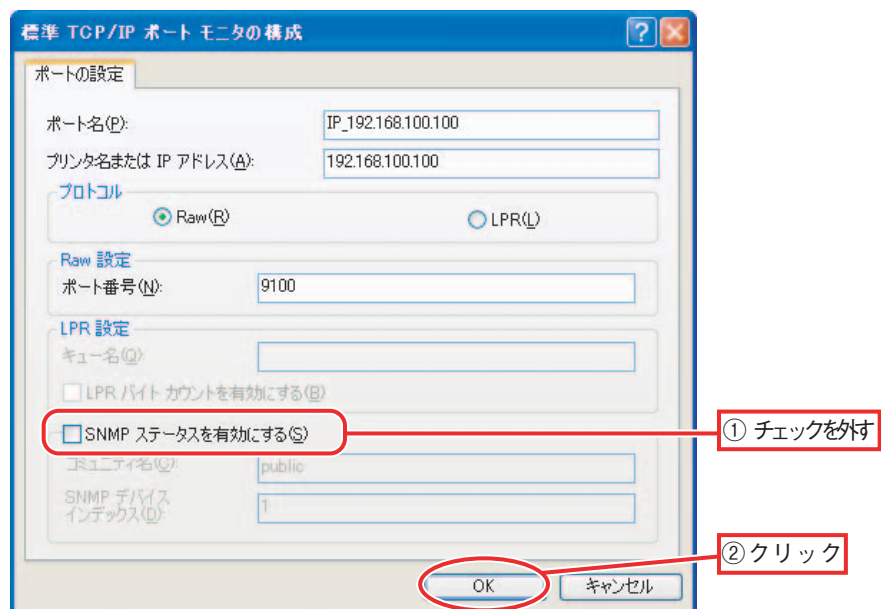 標準 TCP/IP ポート モニタの構成
ポートの設定
ポート名(P):
IP_192.168.100.100
プリンタ名または IP アドレス(A):
192.168.100.100
プロトコル
Raw(R)
LPR(L)
Raw 設定
ポート番号(N):
9100
LPR 設定
キュー名(Q):
LPR バイト カウントを有効にする(B)
SNMP ステータスを有効にする(S)
① チェックを外す
コミュニティ名(C):
public
SNMP デバイス
インデックス(D):
1
②クリック
OK
キャンセル